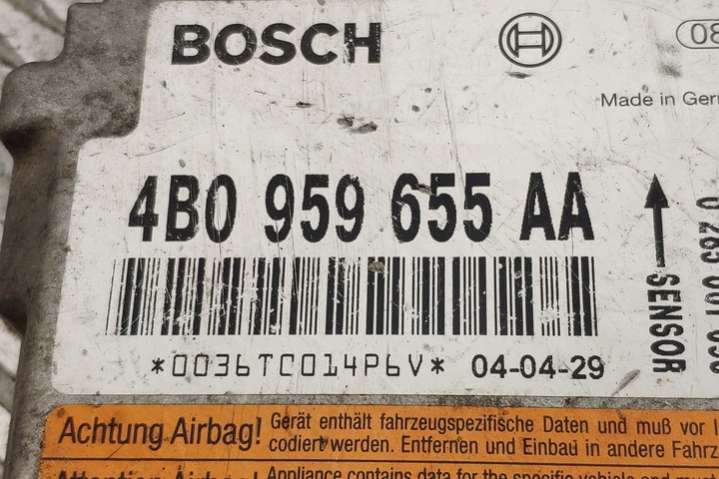 BOSCH
08
Made in Ger
4B0 959 655 AA
SENSOR
*0036TC014P6V* 04-04-29
Achtung Airbag! Gerät enthält fahrzeugspezifische Daten und muß vor I
codiert werden. Entfernen und Einbau in andere Fahrz
Appliance contains data for the specific vehicle and must